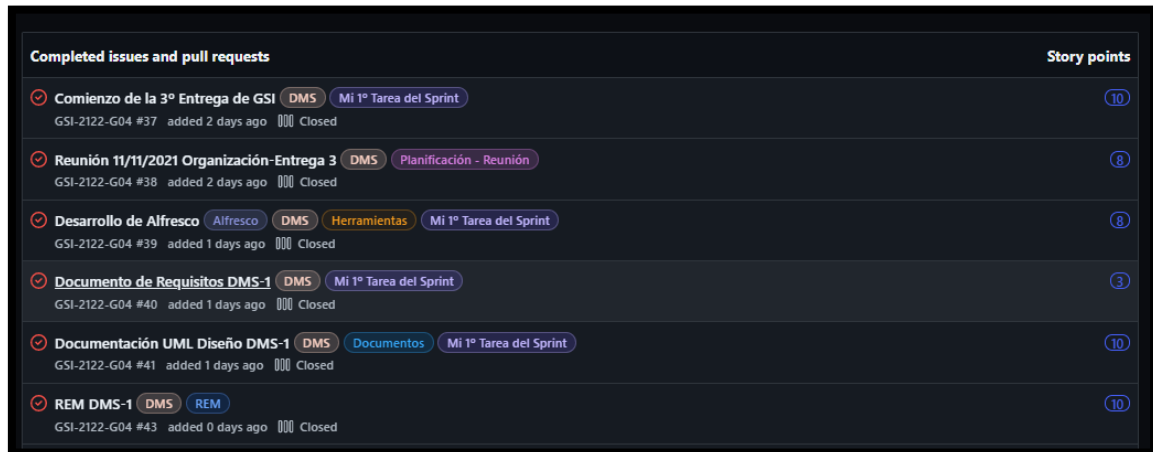 Completed issues and pull requests Story points
Comienzo de la 3º Entrega de GSI DMS Mi 1º Tarea del Sprint 10
GSI-2122-G04 #37 added 2 days ago Closed
Reunión 11/11/2021 Organización-Entrega 3 DMS Planificación - Reunión 8
GSI-2122-G04 #38 added 2 days ago Closed
Desarrollo de Alfresco Alfresco DMS Herramientas Mi 1º Tarea del Sprint 8
GSI-2122-G04 #39 added 1 days ago Closed
Documento de Requisitos DMS-1 DMS Mi 1º Tarea del Sprint 3
GSI-2122-G04 #40 added 1 days ago Closed
Documentación UML Diseño DMS-1 DMS Documentos Mi 1º Tarea del Sprint 10
GSI-2122-G04 #41 added 1 days ago Closed
REM DMS-1 DMS REM 10
GSI-2122-G04 #43 added 0 days ago Closed